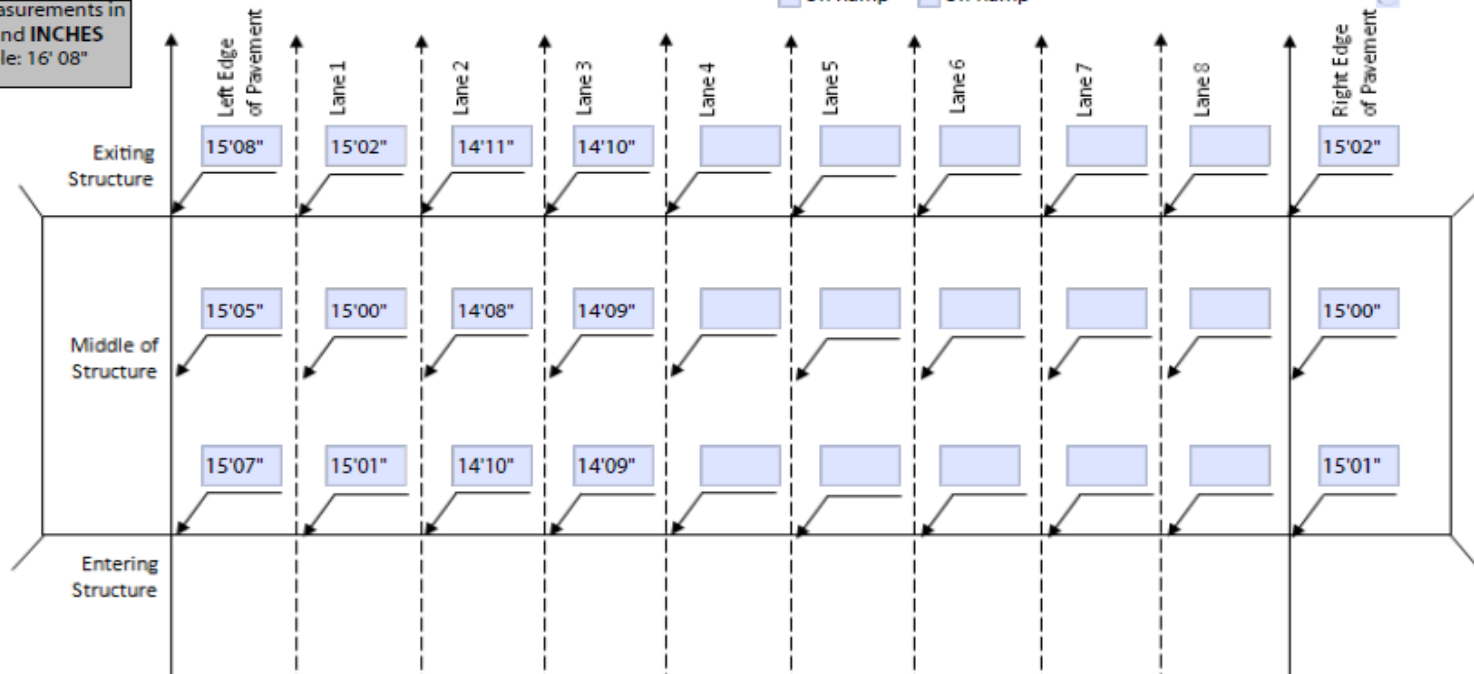 nd INCHES
le: 16' 08"
Left Edge
of Pavement
Lane 1
Lane 2
Lane 3
Lane 4
Lane 5
Lane 6
Lane 7
Lane 8
Right Edge
of Pavement
Exiting
Structure
15'08" 15'02" 14'11" 14'10" 15'02"
Middle of
Structure
15'05" 15'00" 14'08" 14'09" 15'00"
15'07" 15'01" 14'10" 14'09" 15'01"
Entering
Structure